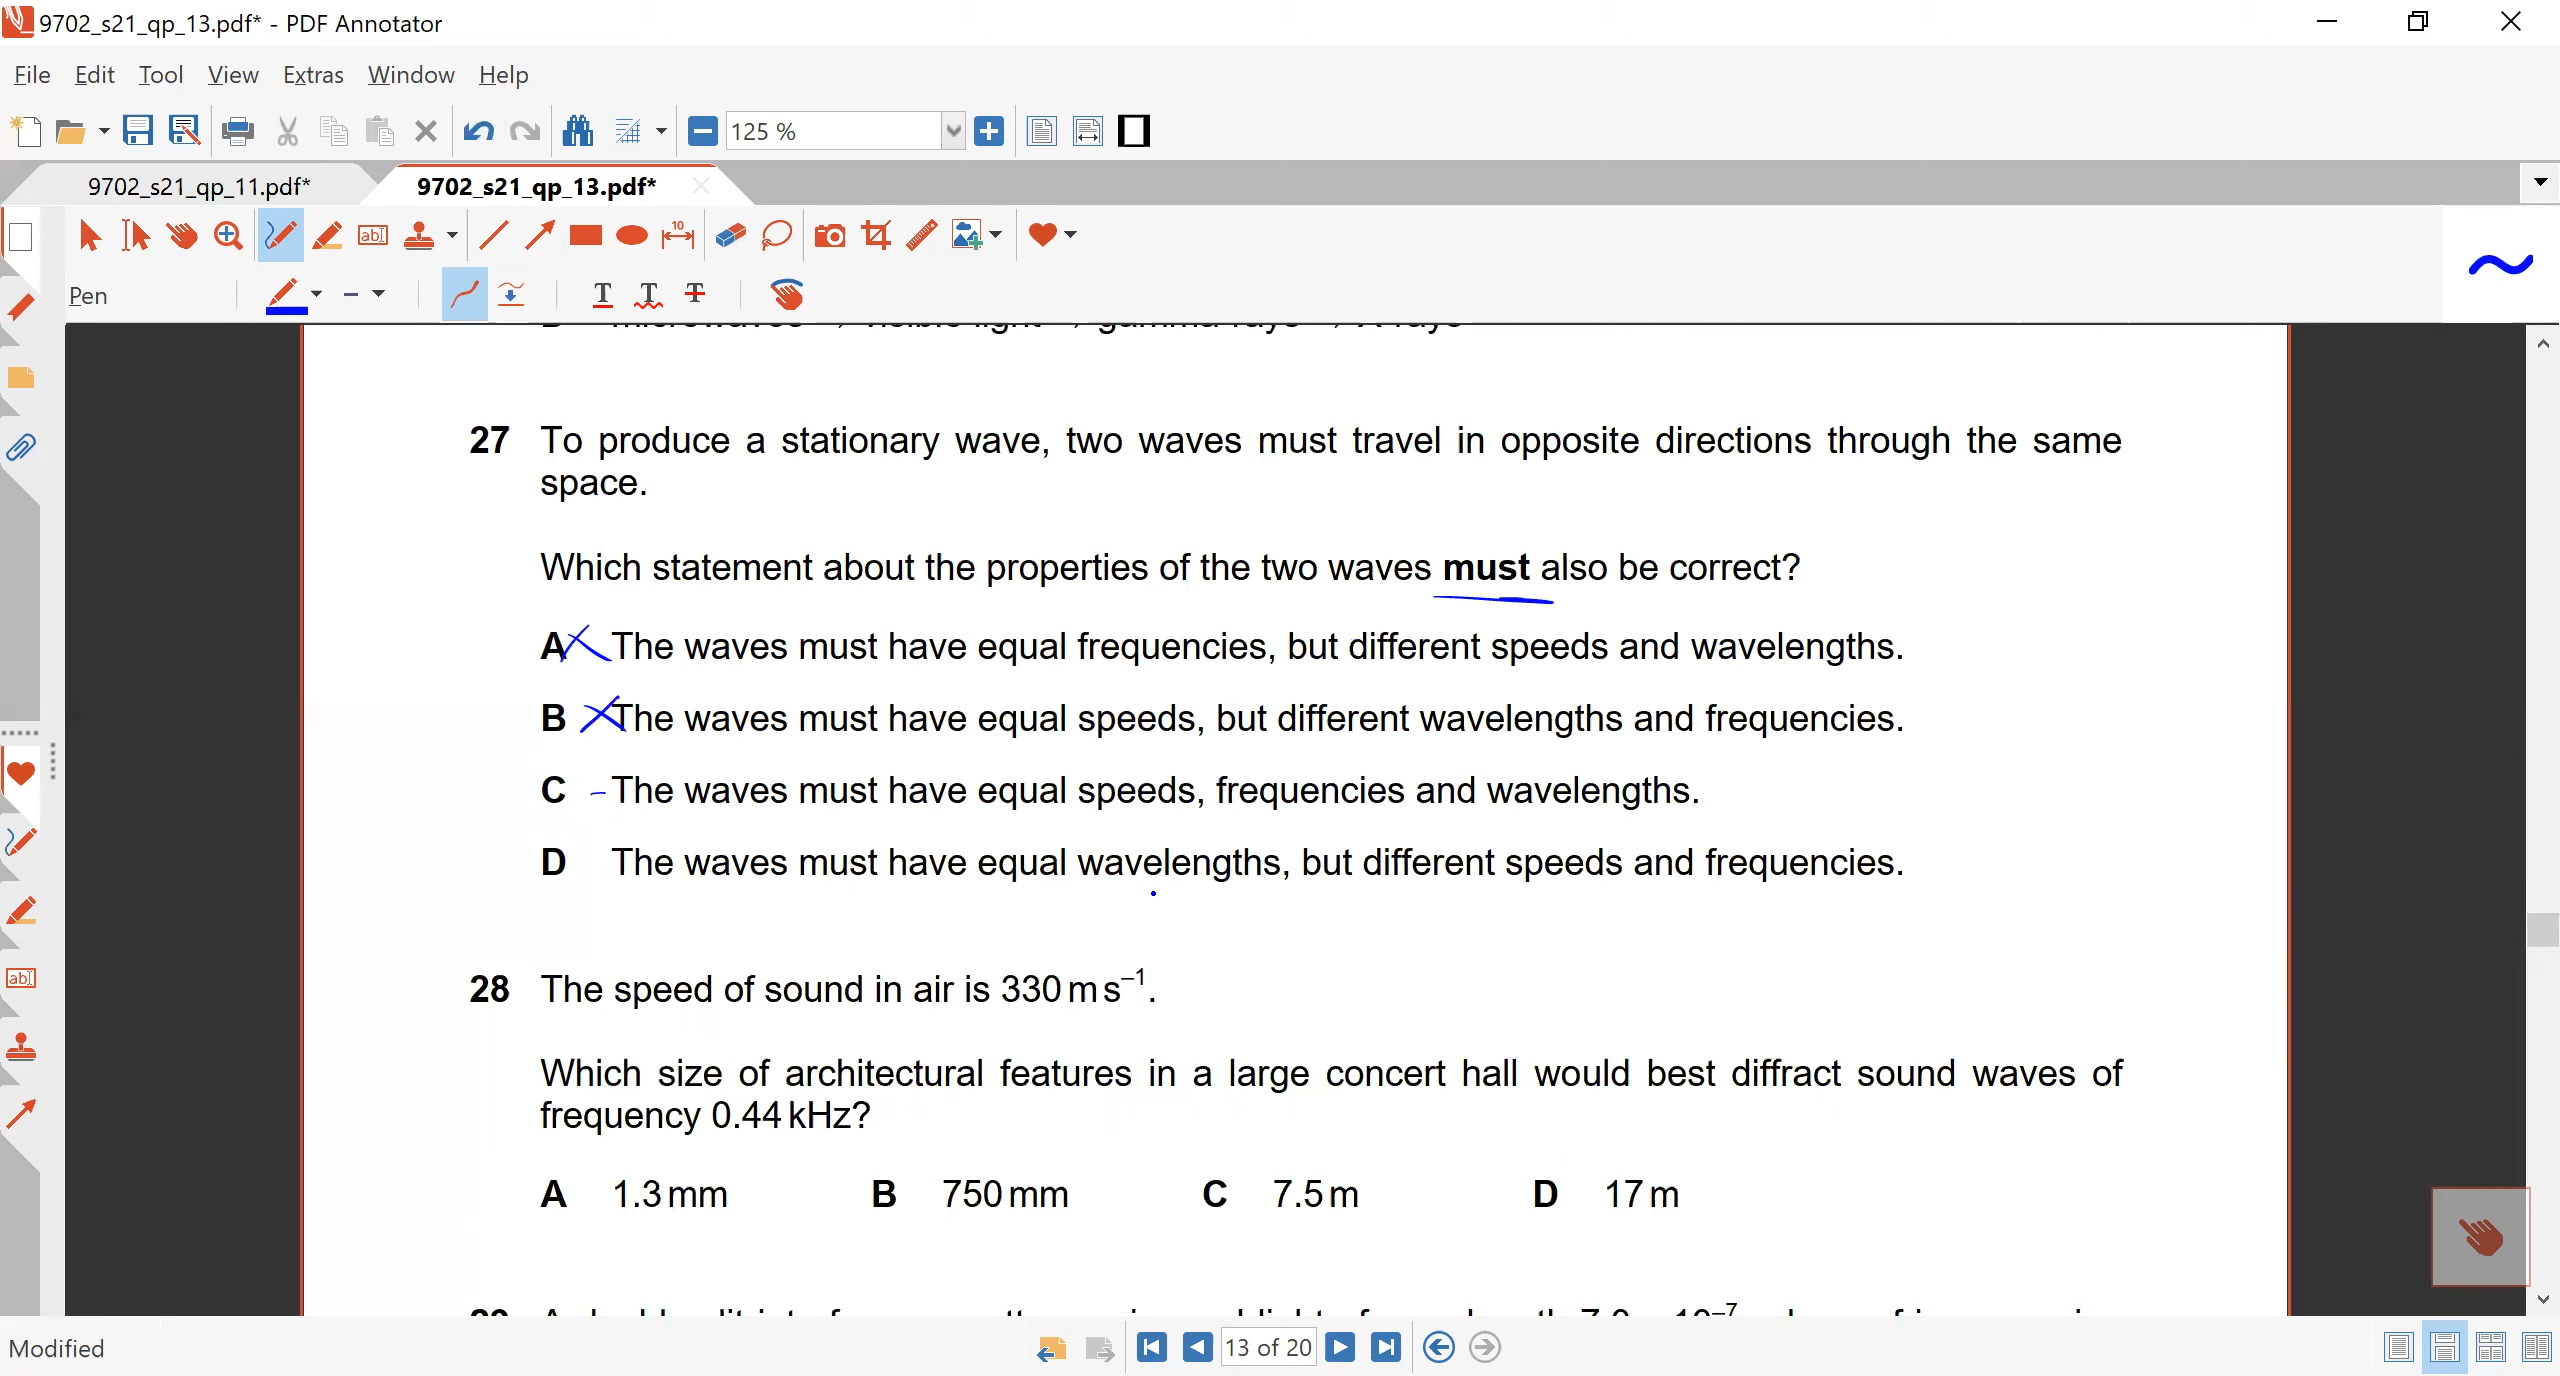 9702_s21_qp_13.pdf* - PDF Annotator
File Edit Tool View Extras Window Help
125 %
9702_s21_qp_11.pdf* 9702_s21_qp_13.pdf*
Pen
27 To produce a stationary wave, two waves must travel in opposite directions through the same
space.
Which statement about the properties of the two waves must also be correct?
A The waves must have equal frequencies, but different speeds and wavelengths.
B The waves must have equal speeds, but different wavelengths and frequencies.
C The waves must have equal speeds, frequencies and wavelengths.
D The waves must have equal wavelengths, but different speeds and frequencies.
28 The speed of sound in air is 330 m s⁻¹.
Which size of architectural features in a large concert hall would best diffract sound waves of
frequency 0.44 kHz?
A 1.3 mm B 750 mm C 7.5 m D 17 m
Modified 13 of 20